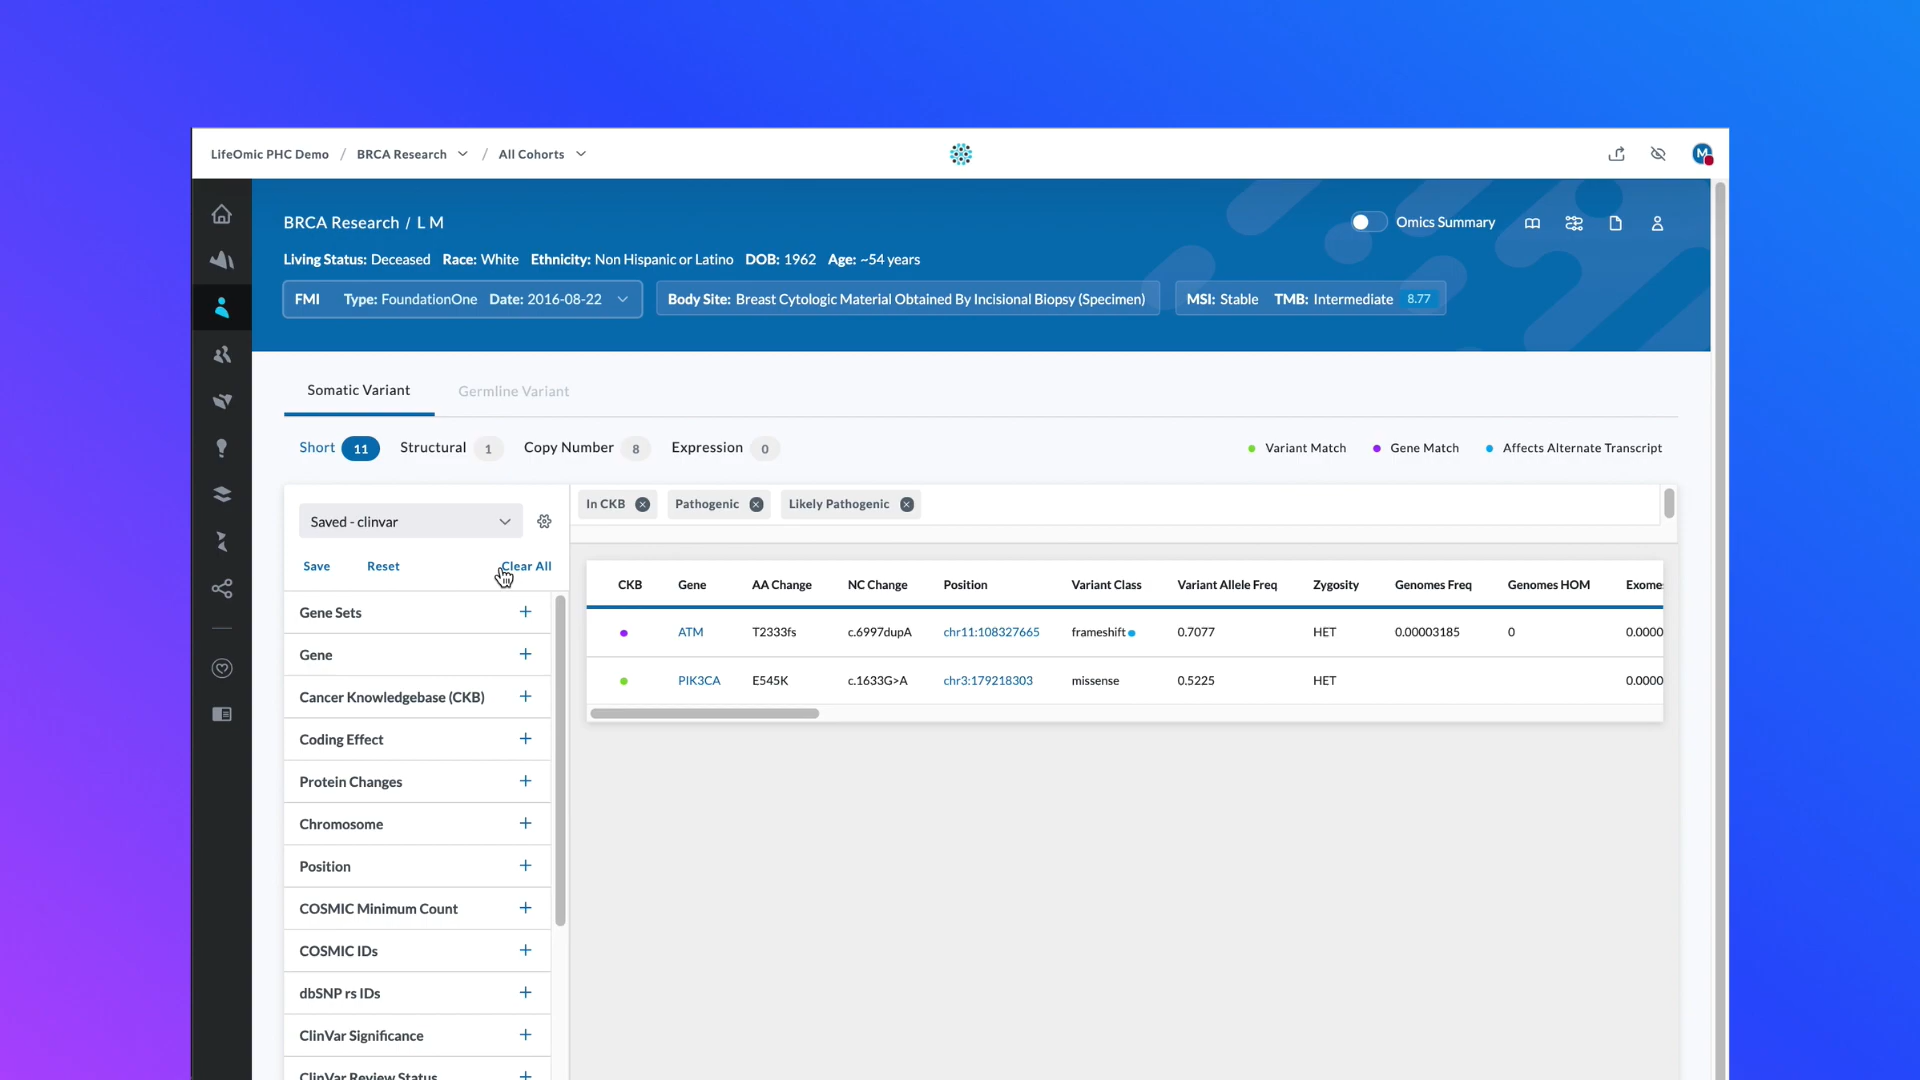 LifeOmic PHC Demo / BRCA Research / All Cohorts
M
BRCA Research / L M
Omics Summary
Living Status: Deceased Race: White Ethnicity: Non Hispanic or Latino DOB: 1962 Age: ~54 years
FMI Type: FoundationOne Date: 2016-08-22
Body Site: Breast Cytologic Material Obtained By Incisional Biopsy (Specimen)
MSI: Stable TMB: Intermediate 8.77
Somatic Variant Germline Variant
Short 11 Structural 1 Copy Number 8 Expression 0
Variant Match Gene Match Affects Alternate Transcript
Saved - clinvar
Save Reset Clear All
Gene Sets +
Gene +
Cancer Knowledgebase (CKB) +
Coding Effect +
Protein Changes +
Chromosome +
Position +
COSMIC Minimum Count +
COSMIC IDs +
dbSNP rs IDs +
ClinVar Significance +
ClinVar Review Status +
In CKB Pathogenic Likely Pathogenic
CKB Gene AA Change NC Change Position Variant Class Variant Allele Freq Zygosity Genomes Freq Genomes HOM Exome
ATM T2333fs c.6997dupA chr11:108327665 frameshift 0.7077 HET 0.00003185 0 0.0000
PIK3CA E545K c.1633G>A chr3:179218303 missense 0.5225 HET 0.0000